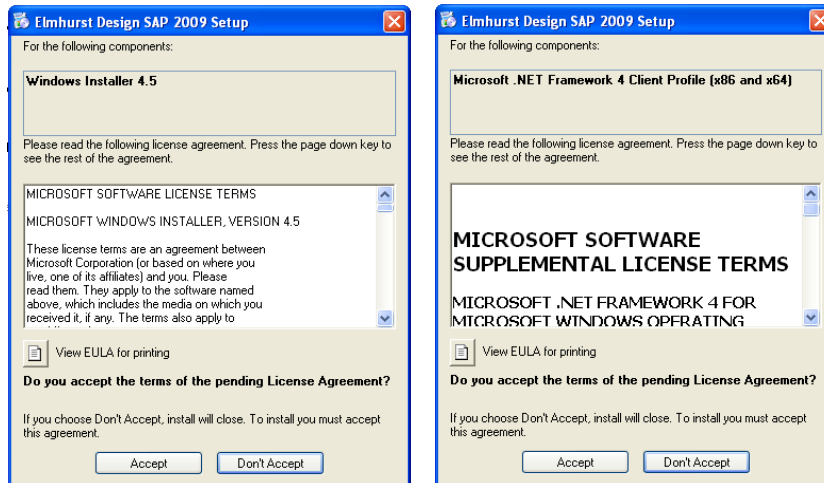 Elmhurst Design SAP 2009 Setup
For the following components:
Windows Installer 4.5
Please read the following license agreement. Press the page down key to
see the rest of the agreement.
MICROSOFT SOFTWARE LICENSE TERMS
MICROSOFT WINDOWS INSTALLER, VERSION 4.5
These license terms are an agreement between
Microsoft Corporation (or based on where you
live, one of its affiliates) and you. Please
read them. They apply to the software named
above, which includes the media on which you
received it, if any. The terms also apply to
View EULA for printing
Do you accept the terms of the pending License Agreement?
If you choose Don't Accept, install will close. To install you must accept
this agreement.
Accept
Don't Accept
Elmhurst Design SAP 2009 Setup
For the following components:
Microsoft .NET Framework 4 Client Profile (x86 and x64)
Please read the following license agreement. Press the page down key to
see the rest of the agreement.
MICROSOFT SOFTWARE
SUPPLEMENTAL LICENSE TERMS
MICROSOFT .NET FRAMEWORK 4 FOR
MICROSOFT WINDOWS OPERATING
View EULA for printing
Do you accept the terms of the pending License Agreement?
If you choose Don't Accept, install will close. To install you must accept
this agreement.
Accept
Don't Accept